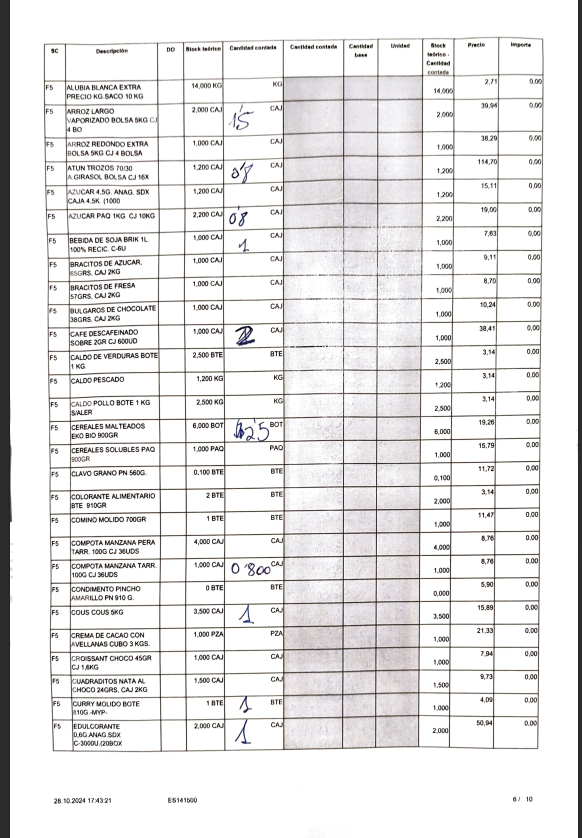 SC Descripción DO Stock teórico Cantidad contada Cantidad contada Cantidad base Unidad Stock teórico - Cantidad contada Precio Importe
F5 ALUBIA BLANCA EXTRA 14,000 KG KG 14,000 2,71 0,00
PRECIO KG.SACO 10 KG
F5 ARROZ LARGO 2,000 CAJ 1'5 CAJ 2,000 39,94 0,00
VAPORIZADO BOLSA 5KG CJ
4 BO
F5 ARROZ REDONDO EXTRA 1,000 CAJ CAJ 1,000 38,29 0,00
BOLSA 5KG CJ 4 BOLSA
F5 ATUN TROZOS 70/30 1,200 CAJ 0'8 CAJ 1,200 114,70 0,00
A.GIRASOL BOLSA CJ 16X
F5 AZUCAR 4,5G. ANAG. SDX 1,200 CAJ CAJ 1,200 15,11 0,00
CAJA 4,5K. (1000
F5 AZUCAR PAQ 1KG CJ 10KG 2,200 CAJ 0'8 CAJ 2,200 19,00 0,00
F5 BEBIDA DE SOJA BRIK 1L. 1,000 CAJ 1 CAJ 1,000 7,63 0,00
100% RECIC. C-6U
F5 BRACITOS DE AZUCAR, 1,000 CAJ CAJ 1,000 9,11 0,00
65GRS, CAJ 2KG
F5 BRACITOS DE FRESA 1,000 CAJ CAJ 1,000 8,70 0,00
57GRS, CAJ 2KG
F5 BULGAROS DE CHOCOLATE 1,000 CAJ CAJ 1,000 10,24 0,00
38GRS, CAJ 2KG
F5 CAFE DESCAFEINADO 1,000 CAJ 2 CAJ 1,000 38,41 0,00
SOBRE 2GR CJ 600UD
F5 CALDO DE VERDURAS BOTE 2.500 BTE BTE 2,500 3,14 0,00
1 KG
F5 CALDO PESCADO 1,200 KG KG 1,200 3,14 0,00
F5 CALDO POLLO BOTE 1 KG 2,500 KG KG 2,500 3,14 0,00
S/ALER
F5 CEREALES MALTEADOS 6,000 BOT 2'5 BOT 6,000 19,26 0,00
EKO BIO 900GR
F5 CEREALES SOLUBLES PAQ 1,000 PAQ PAQ 1,000 15,79 0,00
900GR
F5 CLAVO GRANO PN 560G. 0,100 BTE BTE 0,100 11,72 0,00
F5 COLORANTE ALIMENTARIO 2 BTE BTE 2,000 3,14 0,00
BTE 910GR
F5 COMINO MOLIDO 700GR 1 BTE BTE 1,000 11,47 0,00
F5 COMPOTA MANZANA PERA 4,000 CAJ CAJ 4,000 8,76 0,00
TARR. 100G CJ 36UDS
F5 COMPOTA MANZANA TARR. 1,000 CAJ 0'800 CAJ 1,000 8,76 0,00
100G CJ 36UDS
F5 CONDIMENTO PINCHO 0 BTE BTE 0,000 5,90 0,00
AMARILLO PN 910 G.
F5 COUS COUS 5KG 3,500 CAJ 1 CAJ 3,500 15,89 0,00
F5 CREMA DE CACAO CON 1,000 PZA PZA 1,000 21,33 0,00
AVELLANAS CUBO 3 KGS.
F5 CROISSANT CHOCO 45GR 1,000 CAJ CAJ 1,000 7,94 0,00
CJ 1,6KG
F5 CUADRADITOS NATA AL 1,500 CAJ CAJ 1,500 9,73 0,00
CHOCO 24GRS, CAJ 2KG
F5 CURRY MOLIDO BOTE 1 BTE 1 BTE 1,000 4,09 0,00
810G -MYP-
F5 EDULCORANTE 2,000 CAJ 1 CAJ 2,000 50,94 0,00
0,6G ANAG.SDX
C-3000U.(20BOX
28.10.2024 17:43:21 ES141500 6 / 10